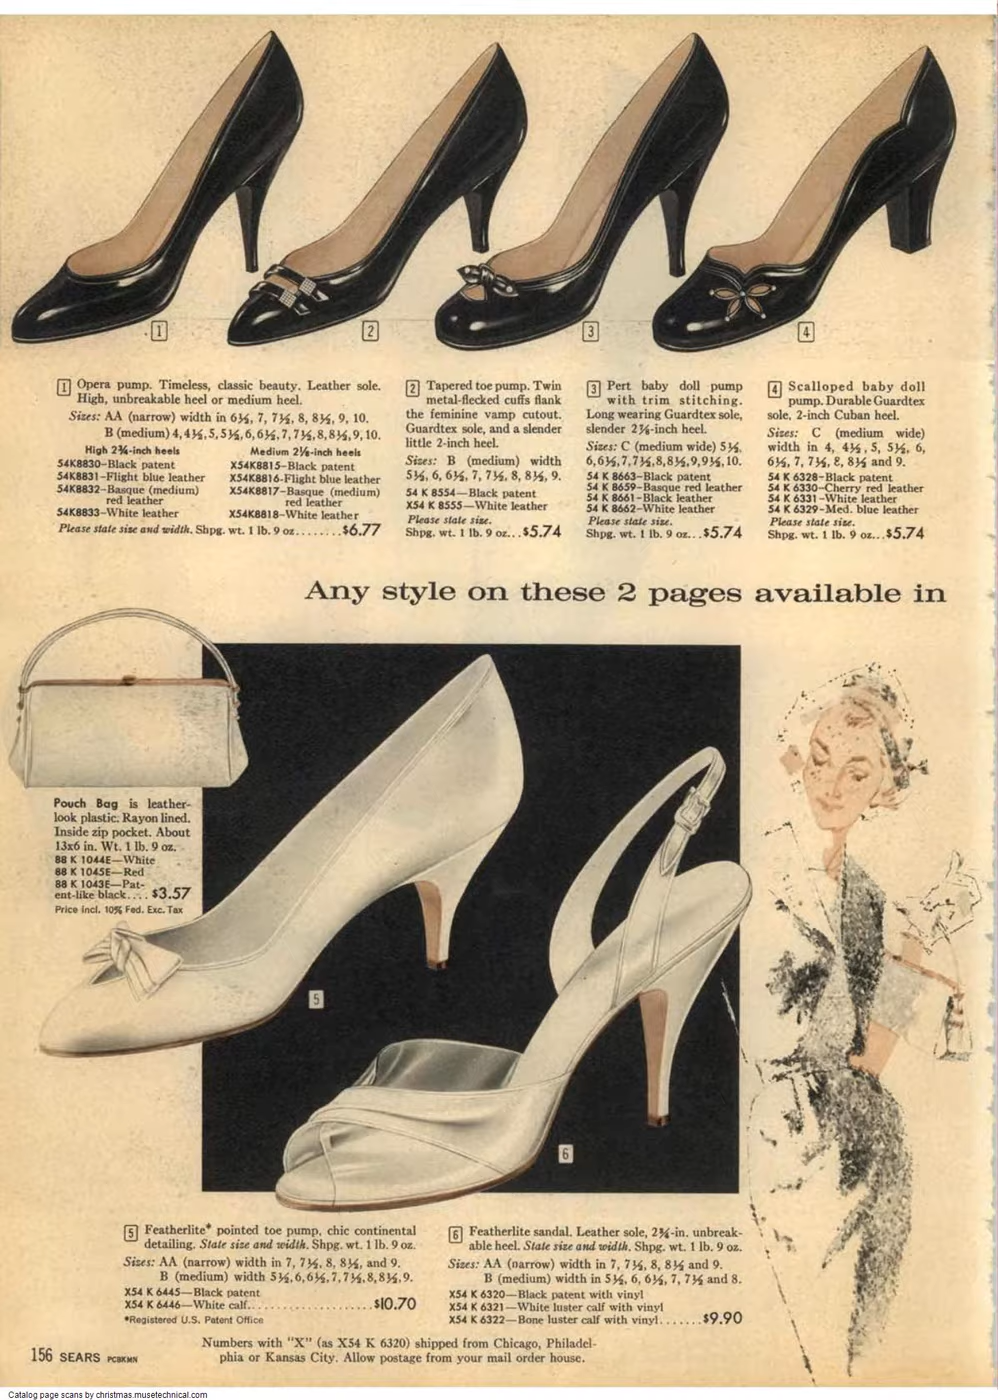 1
2
3
4
1 Opera pump. Timeless, classic beauty. Leather sole.
High, unbreakable heel or medium heel.
Sizes: AA (narrow) width in 6½, 7, 7½, 8, 8½, 9, 10.
B (medium) 4, 4½, 5, 5½, 6, 6½, 7, 7½, 8, 8½, 9, 10.
High 2¾-inch heels
54K8830–Black patent
54K8831–Flight blue leather
54K8832–Basque (medium)
red leather
54K8833–White leather
Medium 2½-inch heels
X54K8815–Black patent
X54K8816–Flight blue leather
X54K8817–Basque (medium)
red leather
X54K8818–White leather
Please state size and width. Shpg. wt. 1 lb. 9 oz........$6.77
2 Tapered toe pump. Twin
metal-flecked cuffs flank
the feminine vamp cutout.
Guardtex sole, and a slender
little 2-inch heel.
Sizes: B (medium) width
5½, 6, 6½, 7, 7½, 8, 8½, 9.
54 K 8554—Black patent
X54 K 8555—White leather
Please state size.
Shpg. wt. 1 lb. 9 oz...$5.74
3 Pert baby doll pump
with trim stitching.
Long wearing Guardtex sole,
slender -inch heel.
Sizes: C (medium wide) 5½,
6, 6½, 7, 7½, 8, 8½, 9, 9½, 10.
54 K 8663–Black patent
54 K 8659–Basque red leather
54 K 8661–Black leather
54 K 8662–White leather
Please state size.
Shpg. wt. 1 lb. 9 oz...$5.74
4 Scalloped baby doll
pump. Durable Guardtex
sole, 2-inch Cuban heel.
Sizes: C (medium wide)
width in 4, 4½, 5, 5½, 6,
6½, 7, 7½, 8, 8½ and 9.
54 K 6328–Black patent
54 K 6330–Cherry red leather
54 K 6331–White leather
54 K 6329–Med. blue leather
Please state size.
Shpg. wt. 1 lb. 9 oz...$5.74
Any style on these 2 pages available in
Pouch Bag is leather-
look plastic. Rayon lined.
Inside zip pocket. About
13x6 in. Wt. 1 lb. 9 oz.
88 K 1044E—White
88 K 1045E—Red
88 K 1043E—Pat-
ent-like black.... $3.57
Price incl. 10% Fed. Exc. Tax
5
6
5 Featherlite* pointed toe pump, chic continental
detailing. State size and width. Shpg. wt. 1 lb. 9 oz.
Sizes: AA (narrow) width in 7, 7½, 8, 8½, and 9.
B (medium) width 5½, 6, 6½, 7, 7½, 8, 8½, 9.
X54 K 6445—Black patent
X54 K 6446—White calf....................$10.70
*Registered U.S. Patent Office
6 Featherlite sandal. Leather sole, 2¾-in. unbreak-
able heel. State size and width. Shpg. wt. 1 lb. 9 oz.
Sizes: AA (narrow) width in 7, 7½, 8, 8½ and 9.
B (medium) width in 5½, 6, 6½, 7, 7½ and 8.
X54 K 6320—Black patent with vinyl
X54 K 6321—White luster calf with vinyl
X54 K 6322—Bone luster calf with vinyl.......$9.90
Numbers with "X" (as X54 K 6320) shipped from Chicago, Philadel-
phia or Kansas City. Allow postage from your mail order house.
156 SEARS PCBKMN
Catalog page scans by christmas.musetechnical.com